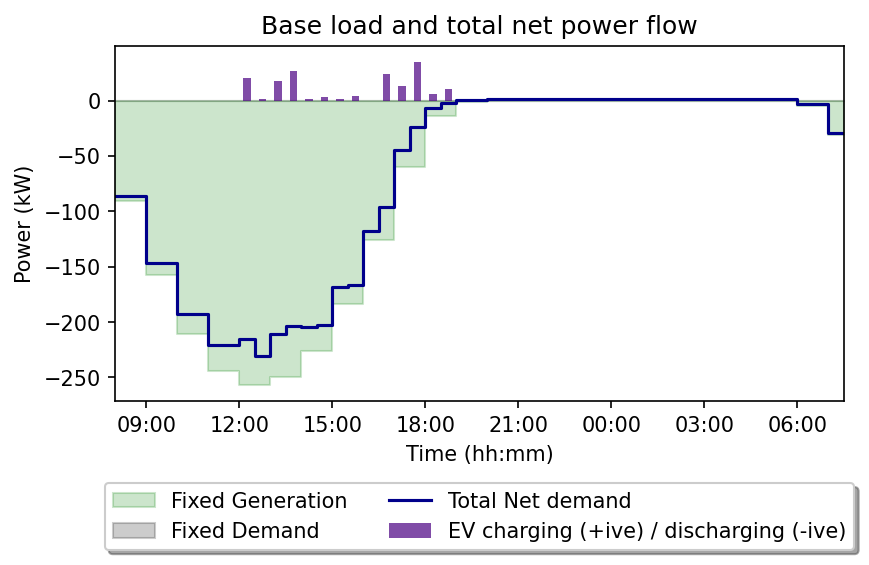 Base load and total net power flow
Power (kW)
0
−50
−100
−150
−200
−250
09:00 12:00 15:00 18:00 21:00 00:00 03:00 06:00
Time (hh:mm)
Fixed Generation
Fixed Demand
Total Net demand
EV charging (+ive) / discharging (-ive)